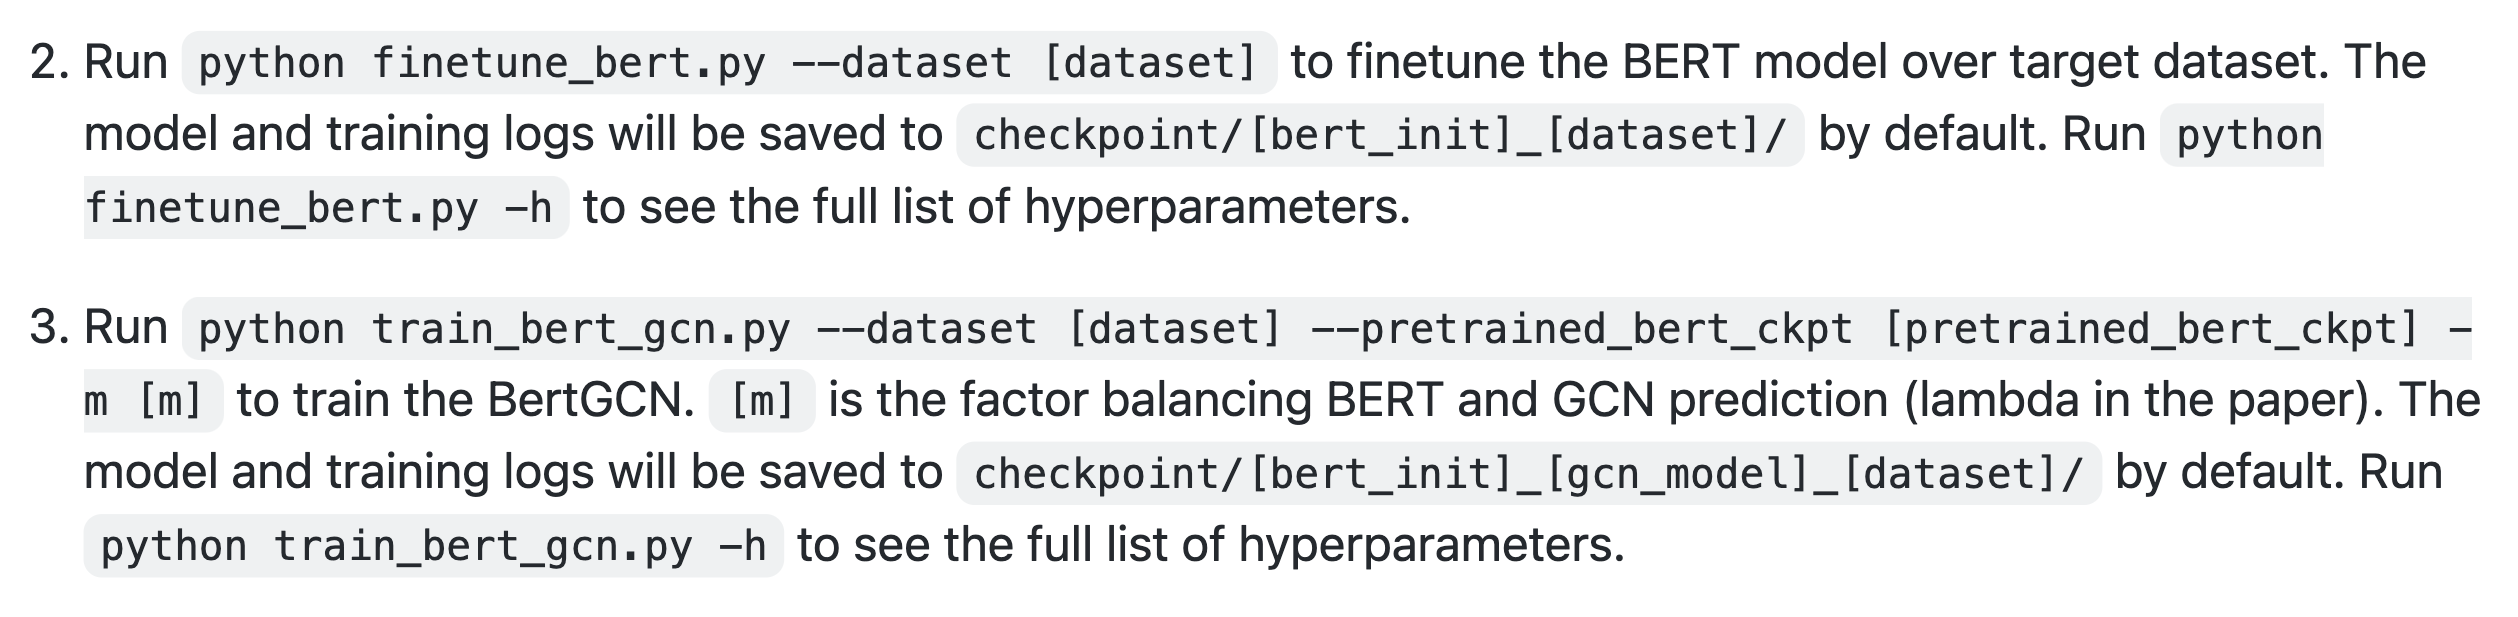 2. Run python finetune_bert.py --dataset [dataset] to finetune the BERT model over target dataset. The
model and training logs will be saved to checkpoint/[bert_init]_[dataset]/ by default. Run python
finetune_bert.py -h to see the full list of hyperparameters.
3. Run python train_bert_gcn.py --dataset [dataset] --pretrained_bert_ckpt [pretrained_bert_ckpt] -
m [m] to train the BertGCN. [m] is the factor balancing BERT and GCN prediction (lambda in the paper). The
model and training logs will be saved to checkpoint/[bert_init]_[gcn_model]_[dataset]/ by default. Run
python train_bert_gcn.py -h to see the full list of hyperparameters.